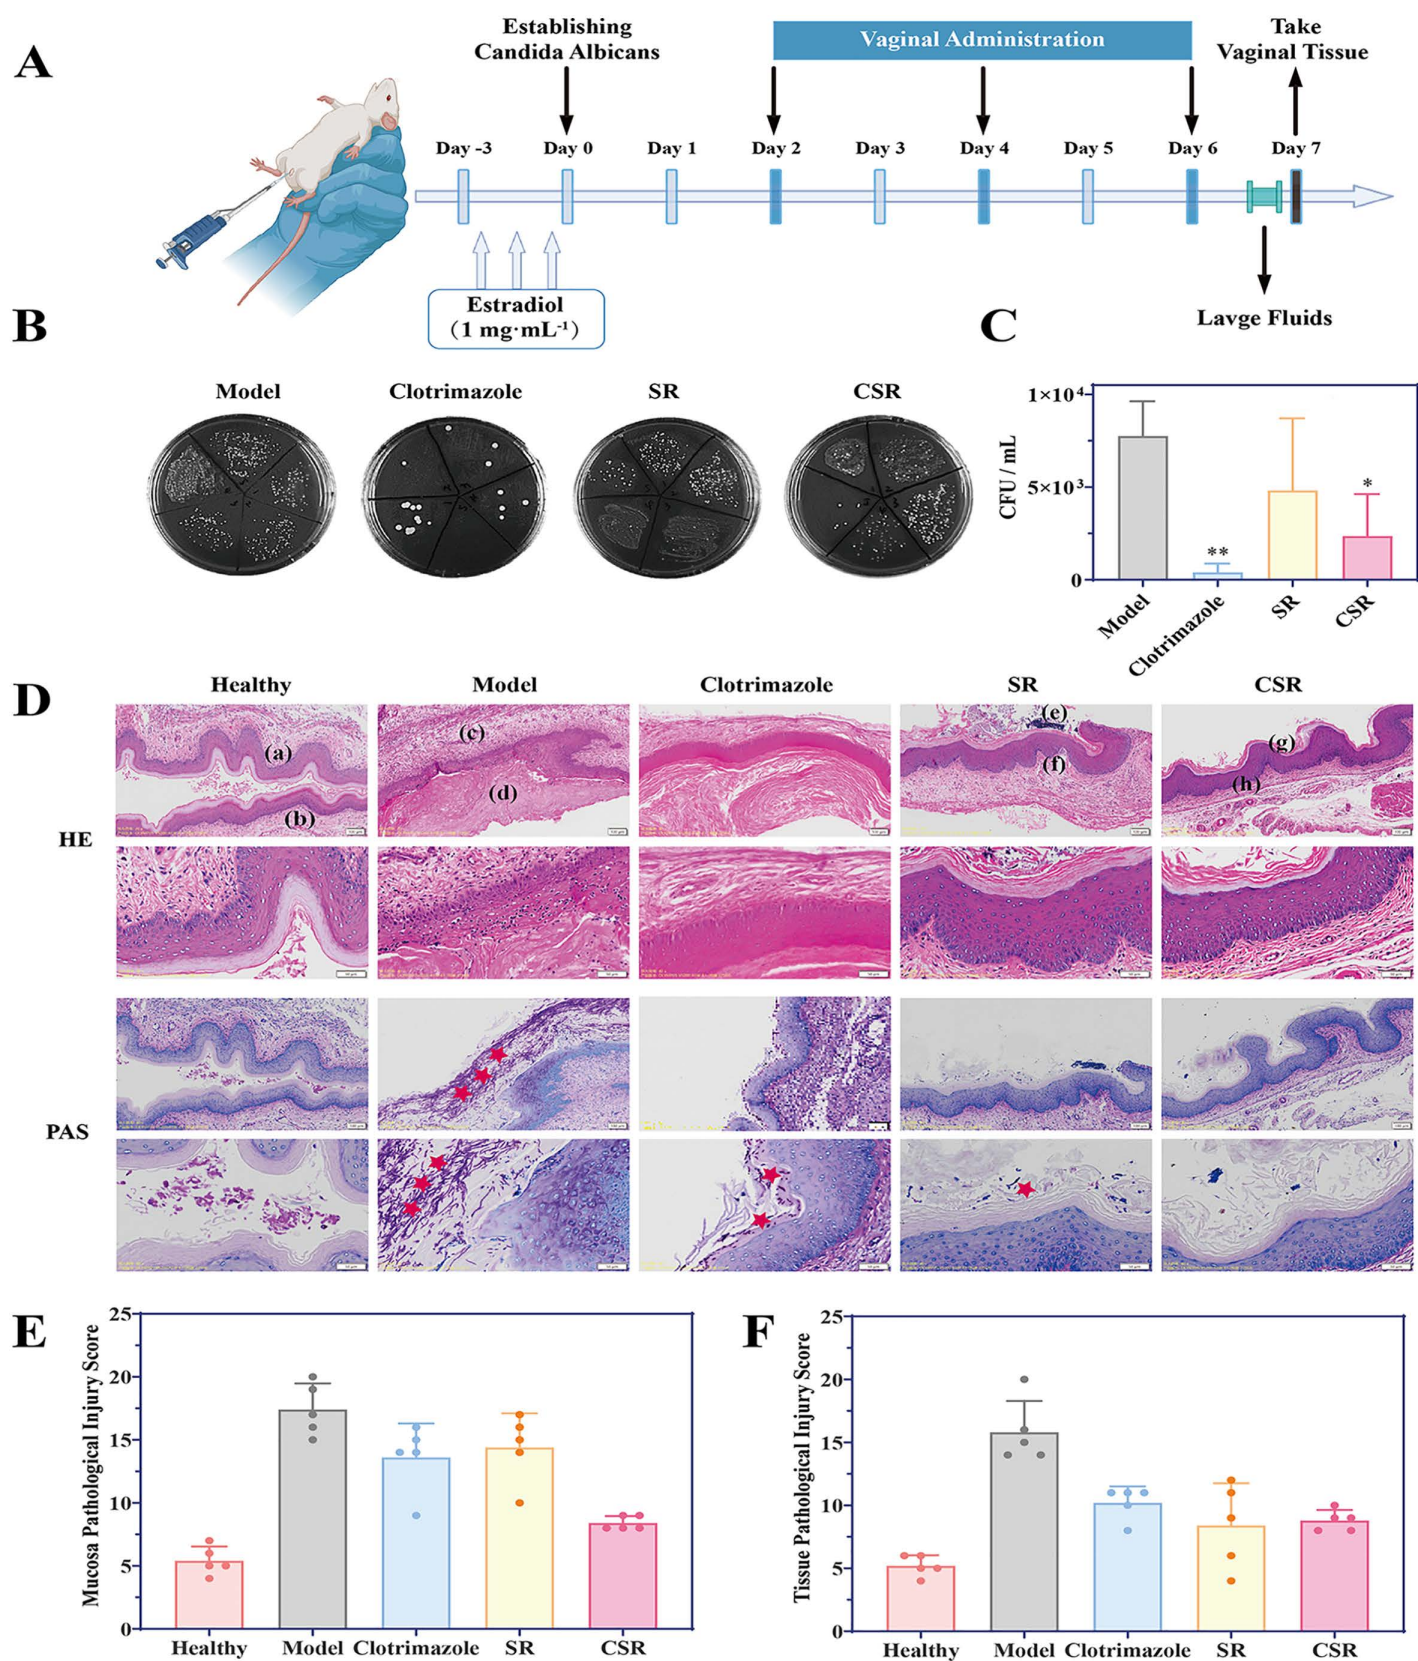 A
Establishing
Candida Albicans
Vaginal Administration
Take
Vaginal Tissue
Day -3 Day 0 Day 1 Day 2 Day 3 Day 4 Day 5 Day 6 Day 7
Estradiol
(1 mg·mL⁻¹)
Lavge Fluids
B
Model Clotrimazole SR CSR
C
CFU / mL
1×10⁴
5×10³
0
**
*
Model Clotrimazole SR CSR
D
Healthy Model Clotrimazole SR CSR
HE
(a)
(b)
(c)
(d)
(e)
(f)
(g)
(h)
PAS
E
Mucosa Pathological Injury Score
25
20
15
10
5
0
Healthy Model Clotrimazole SR CSR
F
Tissue Pathological Injury Score
25
20
15
10
5
0
Healthy Model Clotrimazole SR CSR